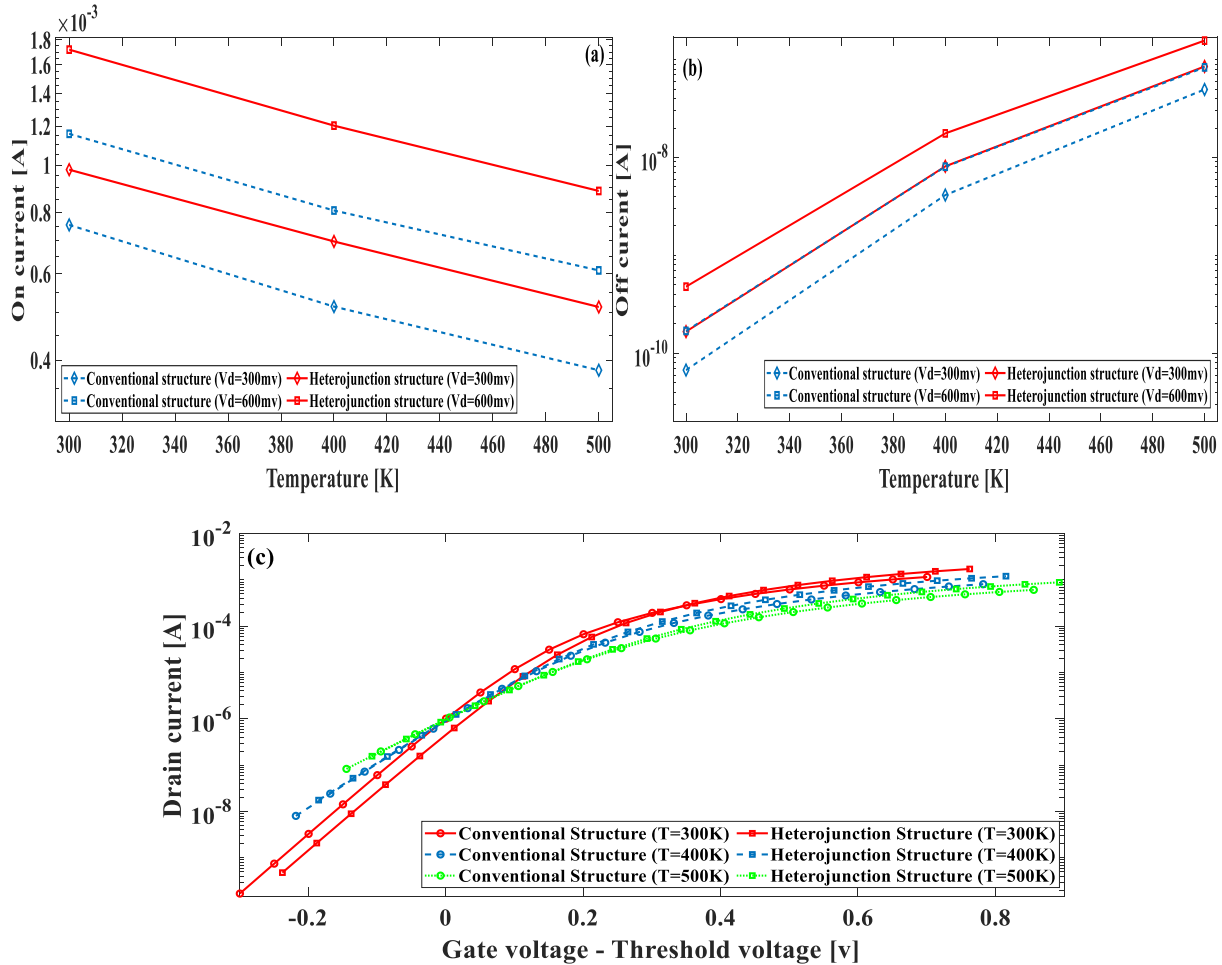 ×10⁻³
1.8
1.6
1.4
1.2
1
0.8
0.6
0.4
On current [A]
(a)
Conventional structure (Vd=300mv)
Heterojunction structure (Vd=300mv)
Conventional structure (Vd=600mv)
Heterojunction structure (Vd=600mv)
300 320 340 360 380 400 420 440 460 480 500
Temperature [K]
(b)
10⁻⁸
10⁻¹⁰
Off curent [A]
Conventional structure (Vd=300mv)
Heterojunction structure (Vd=300mv)
Conventional structure (Vd=600mv)
Heterojunction structure (Vd=600mv)
300 320 340 360 380 400 420 440 460 480 500
Temperature [K]
(c)
10⁻²
10⁻⁴
10⁻⁶
10⁻⁸
Drain current [A]
Conventional Structure (T=300K)
Heterojunction Structure (T=300K)
Conventional Structure (T=400K)
Heterojunction Structure (T=400K)
Conventional Structure (T=500K)
Heterojunction Structure (T=500K)
-0.2 0 0.2 0.4 0.6 0.8
Gate voltage - Threshold voltage [v]